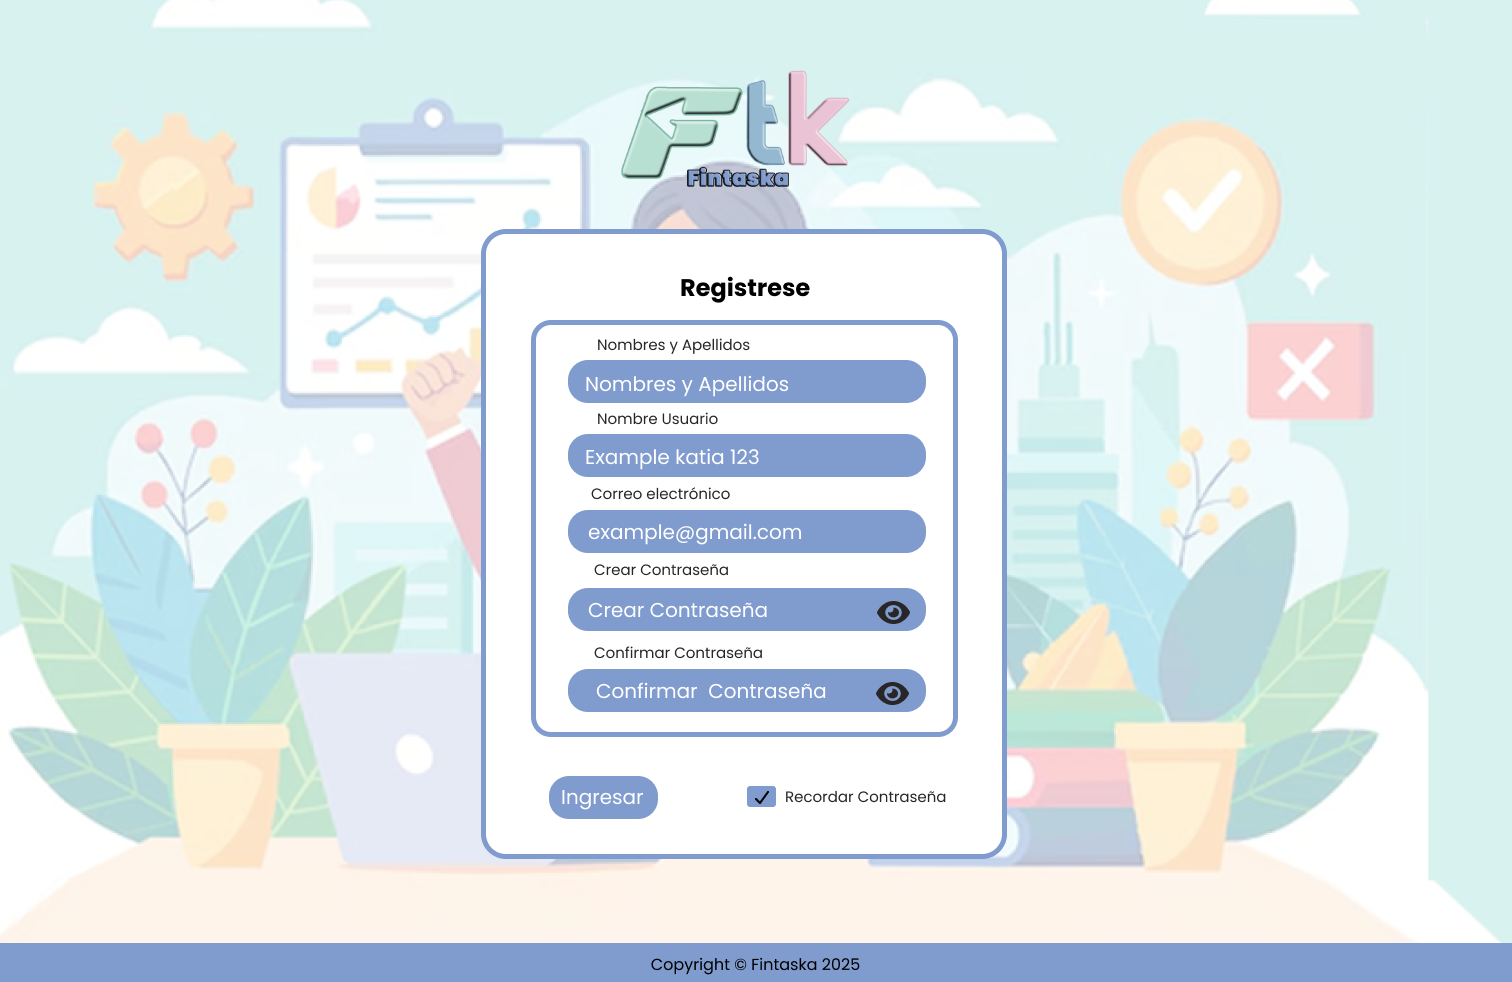 Ftk
Fintaska
Registrese
Nombres y Apellidos
Nombres y Apellidos
Nombre Usuario
Example katia 123
Correo electrónico
example@gmail.com
Crear Contraseña
Crear Contraseña
Confirmar Contraseña
Confirmar  Contraseña
Ingresar
Recordar Contraseña
Copyright © Fintaska 2025